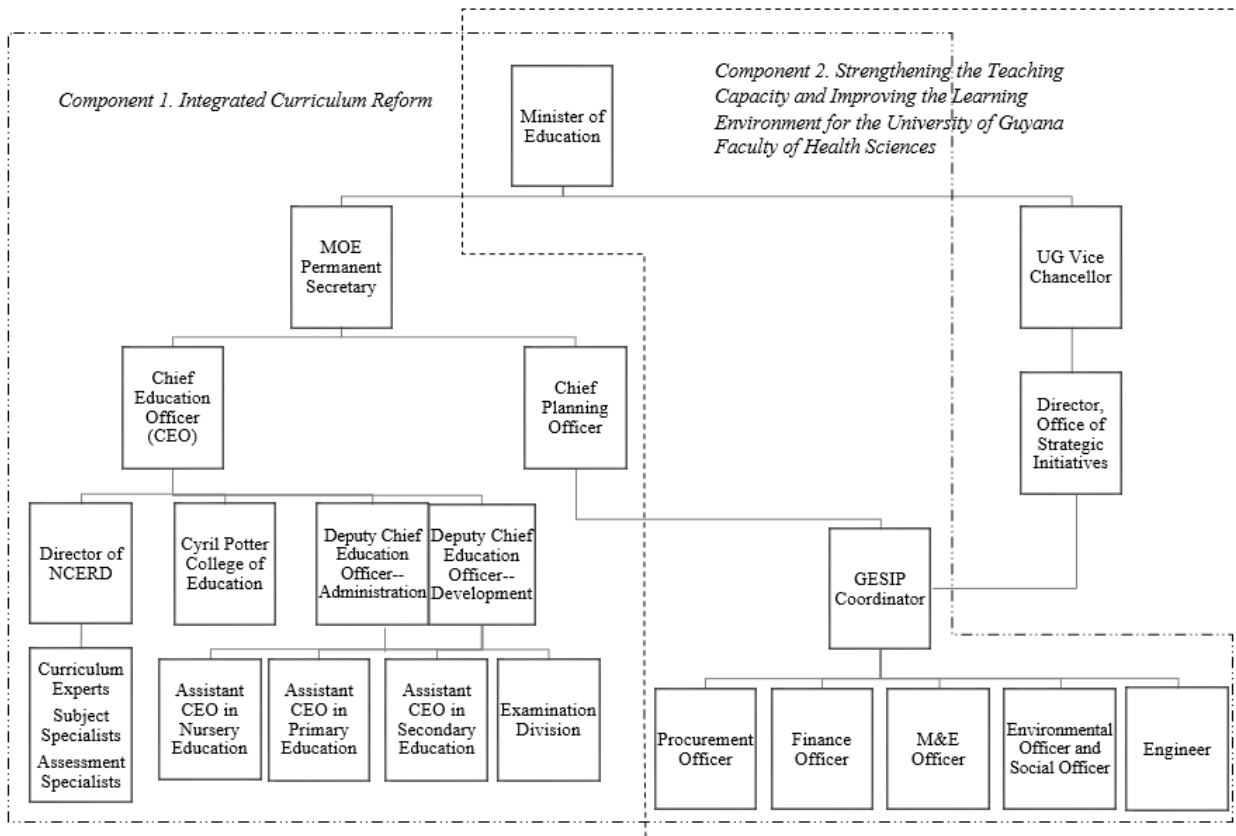 Component 1. Integrated Curriculum Reform
Component 2. Strengthening the Teaching
Capacity and Improving the Learning
Environment for the University of Guyana
Faculty of Health Sciences
Minister of
Education
MOE
Permanent
Secretary
UG Vice
Chancellor
Chief
Education
Officer
(CEO)
Chief
Planning
Officer
Director,
Office of
Strategic
Initiatives
Director of
NCERD
Cyril Potter
College of
Education
Deputy Chief
Education
Officer--
Administration
Deputy Chief
Education
Officer--
Development
GESIP
Coordinator
Curriculum
Experts
Subject
Specialists
Assessment
Specialists
Assistant
CEO in
Nursery
Education
Assistant
CEO in
Primary
Education
Assistant
CEO in
Secondary
Education
Examination
Division
Procurement
Officer
Finance
Officer
M&E
Officer
Environmental
Officer and
Social Officer
Engineer